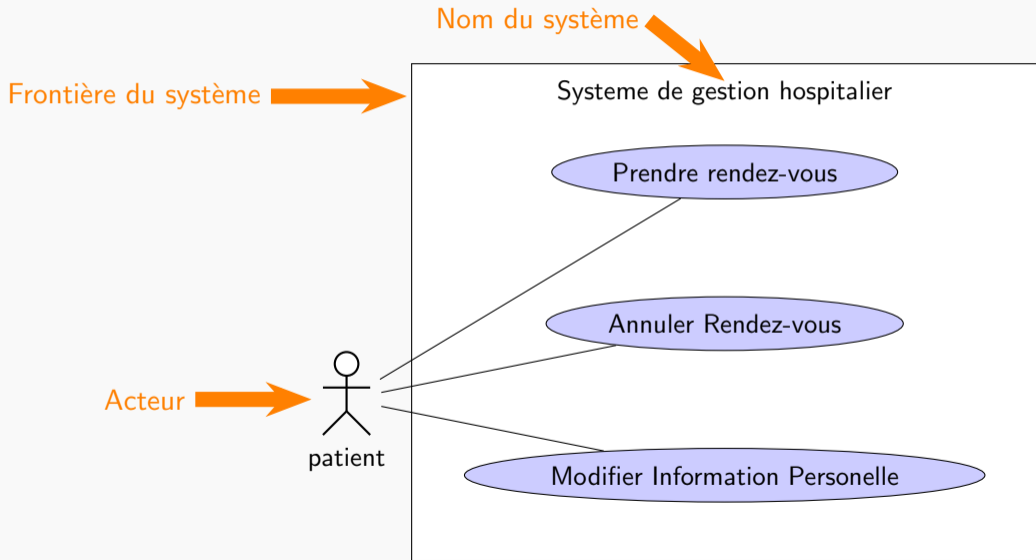 Nom du système
Frontière du système
Systeme de gestion hospitalier
Prendre rendez-vous
Annuler Rendez-vous
Acteur
patient
Modifier Information Personelle